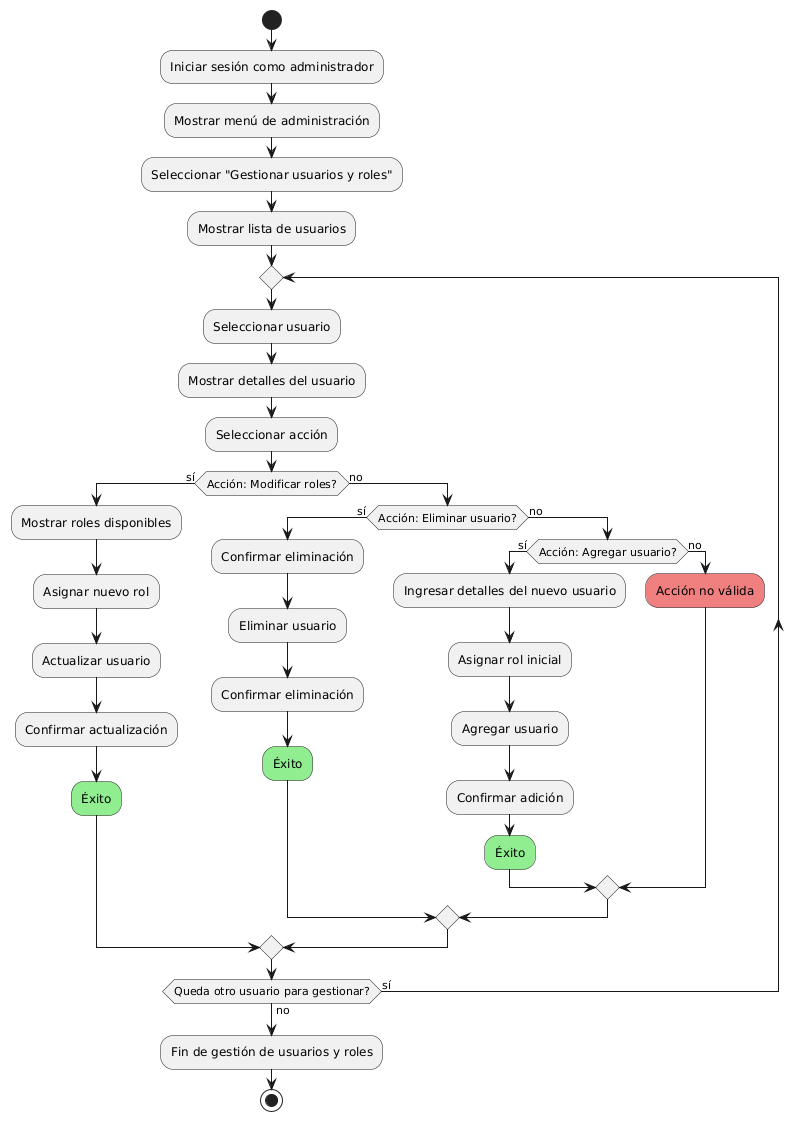 Iniciar sesión como administrador
Mostrar menú de administración
Seleccionar "Gestionar usuarios y roles"
Mostrar lista de usuarios
Seleccionar usuario
Mostrar detalles del usuario
Seleccionar acción
sí
Acción: Modificar roles?
no
Mostrar roles disponibles
Asignar nuevo rol
Actualizar usuario
Confirmar actualización
Éxito
sí
Acción: Eliminar usuario?
no
Confirmar eliminación
Eliminar usuario
Confirmar eliminación
Éxito
sí
Acción: Agregar usuario?
no
Ingresar detalles del nuevo usuario
Asignar rol inicial
Agregar usuario
Confirmar adición
Éxito
Acción no válida
Queda otro usuario para gestionar?
sí
no
Fin de gestión de usuarios y roles